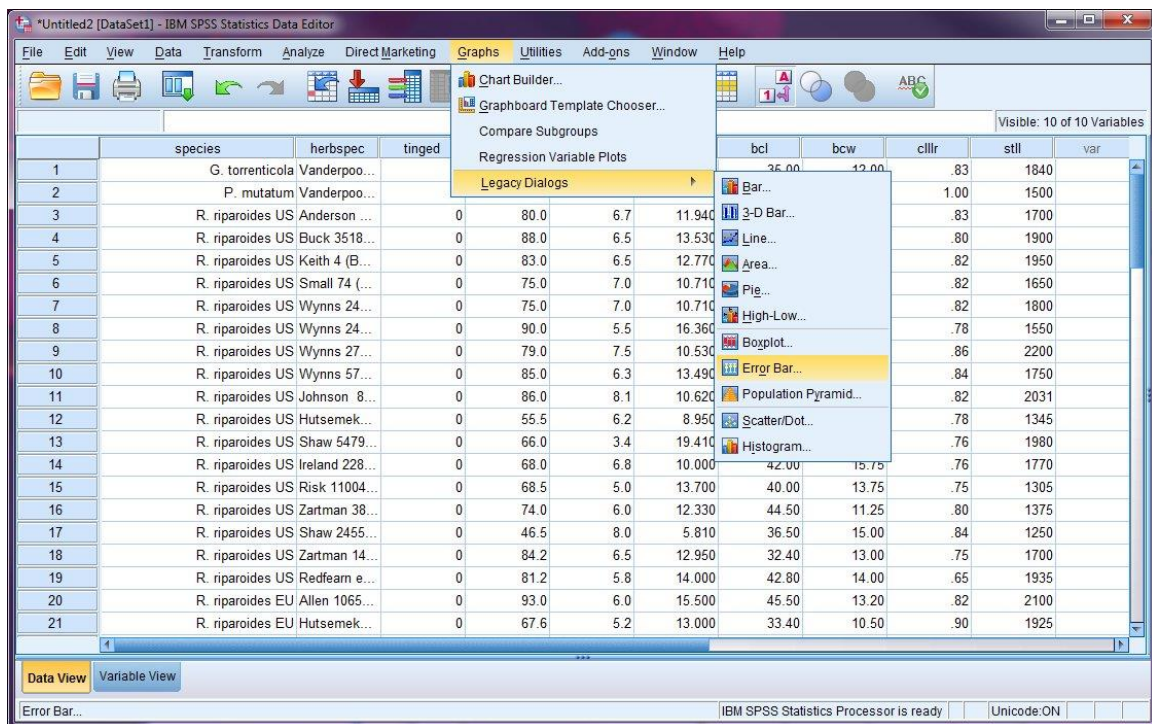 *Untitled2 [DataSet1] - IBM SPSS Statistics Data Editor
File Edit View Data Transform Analyze Direct Marketing Graphs Utilities Add-ons Window Help
Chart Builder...
Graphboard Template Chooser...
Compare Subgroups
Regression Variable Plots
Legacy Dialogs
Bar...
3-D Bar...
Line...
Area...
Pie...
High-Low...
Boxplot...
Error Bar...
Population Pyramid...
Scatter/Dot...
Histogram...
Visible: 10 of 10 Variables
species herbspec tinged bcl bcw clllr stll var
1 G. torrenticola Vanderpoo... 36.00 12.00 .83 1840
2 P. mutatum Vanderpoo... 1.00 1500
3 R. riparoides US Anderson ... 0 80.0 6.7 11.940 .83 1700
4 R. riparoides US Buck 3518... 0 88.0 6.5 13.530 .80 1900
5 R. riparoides US Keith 4 (B... 0 83.0 6.5 12.770 .82 1950
6 R. riparoides US Small 74 (... 0 75.0 7.0 10.710 .82 1650
7 R. riparoides US Wynns 24... 0 75.0 7.0 10.710 .82 1800
8 R. riparoides US Wynns 24... 0 90.0 5.5 16.360 .78 1550
9 R. riparoides US Wynns 27... 0 79.0 7.5 10.530 .86 2200
10 R. riparoides US Wynns 57... 0 85.0 6.3 13.490 .84 1750
11 R. riparoides US Johnson 8... 0 86.0 8.1 10.620 .82 2031
12 R. riparoides US Hutsemek... 0 55.5 6.2 8.950 .78 1345
13 R. riparoides US Shaw 5479... 0 66.0 3.4 19.410 .76 1980
14 R. riparoides US Ireland 228... 0 68.0 6.8 10.000 42.00 15.75 .76 1770
15 R. riparoides US Risk 11004... 0 68.5 5.0 13.700 40.00 13.75 .75 1305
16 R. riparoides US Zartman 38... 0 74.0 6.0 12.330 44.50 11.25 .80 1375
17 R. riparoides US Shaw 2455... 0 46.5 8.0 5.810 36.50 15.00 .84 1250
18 R. riparoides US Zartman 14... 0 84.2 6.5 12.950 32.40 13.00 .75 1700
19 R. riparoides US Redfearn e... 0 81.2 5.8 14.000 42.80 14.00 .65 1935
20 R. riparoides EU Allen 1065... 0 93.0 6.0 15.500 45.50 13.20 .82 2100
21 R. riparoides EU Hutsemek... 0 67.6 5.2 13.000 33.40 10.50 .90 1925
Data View Variable View
Error Bar... IBM SPSS Statistics Processor is ready Unicode:ON